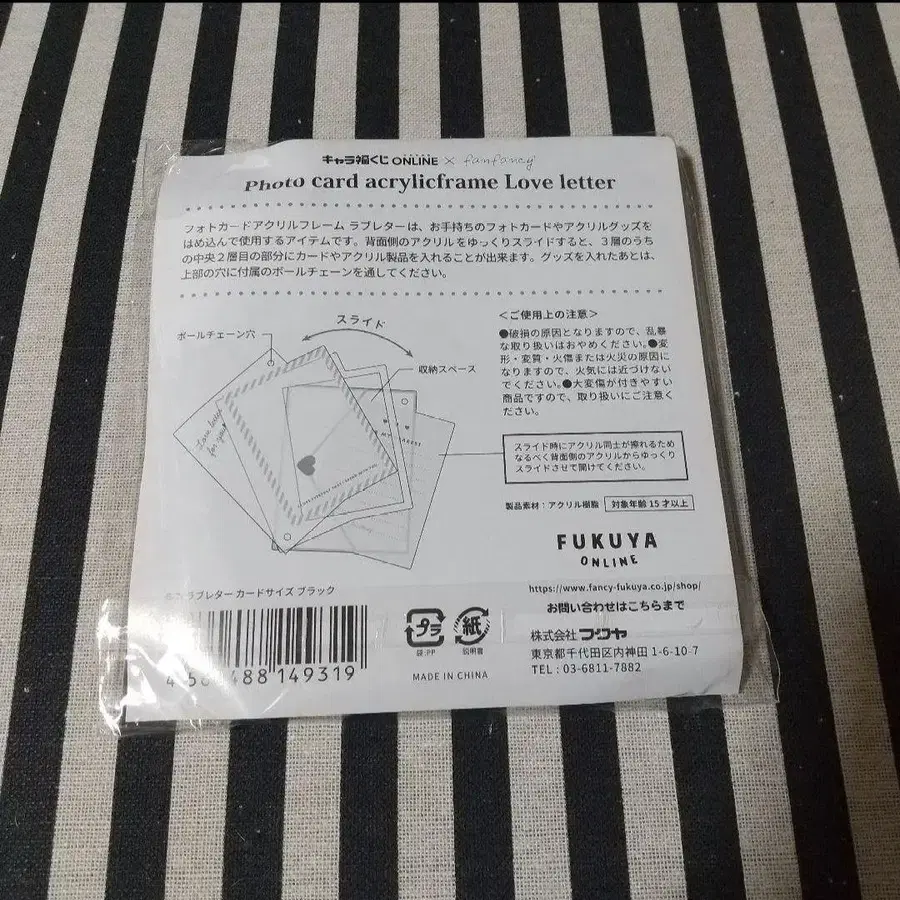 キャラ福くじ ONLINE × fanfancy
Photo card acrylicframe Love letter
フォトカードアクリルフレーム ラブレターは、お手持ちのフォトカードやアクリルグッズを
はめ込んで使用するアイテムです。背面側のアクリルをゆっくりスライドすると、3層のうち
の中央2層目の部分にカードやアクリル製品を入れることが出来ます。グッズを入れたあとは、
上部の穴に付属のボールチェーンを通してください。
ボールチェーン穴
スライド
収納スペース
Love letter
for you
<ご使用上の注意>
●破損の原因となりますので、乱暴
な取り扱いはおやめください。●変
形・変質・火傷または火災の原因に
なりますので、火気には近づけない
でください。●大変傷が付きやすい
商品ですので、取り扱いにご注意く
ださい。
スライド時にアクリル同士が擦れるため
なるべく背面側のアクリルからゆっくり
スライドさせて開けてください。
製品素材:アクリル樹脂 対象年齢15才以上
FUKUYA
ONLINE
https://www.fancy-fukuya.co.jp/shop/
お問い合わせはこちらまで
株式会社フクヤ
東京都千代田区内神田 1-6-10-7
TEL : 03-6811-7882
ラブレター カードサイズ ブラック
488 149319
プラ
袋:PP
紙
説明書
MADE IN CHINA